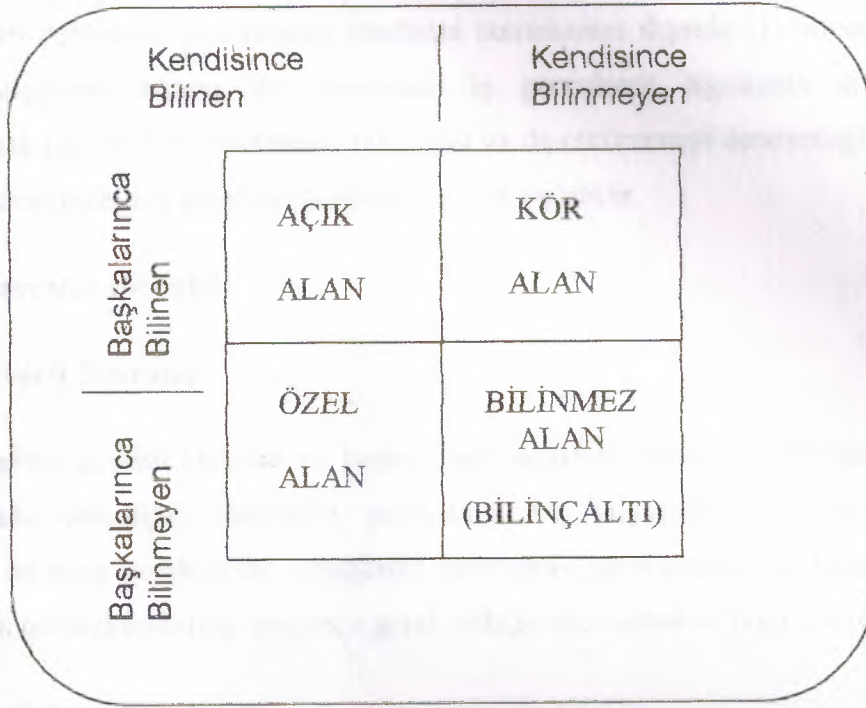 Kendisince
Bilinen
Kendisince
Bilinmeyen
Başkalarınca
Bilinen
AÇIK
ALAN
KÖR
ALAN
Başkalarınca
Bilinmeyen
ÖZEL
ALAN
BİLİNMEZ
ALAN
(BİLİNÇALTI)